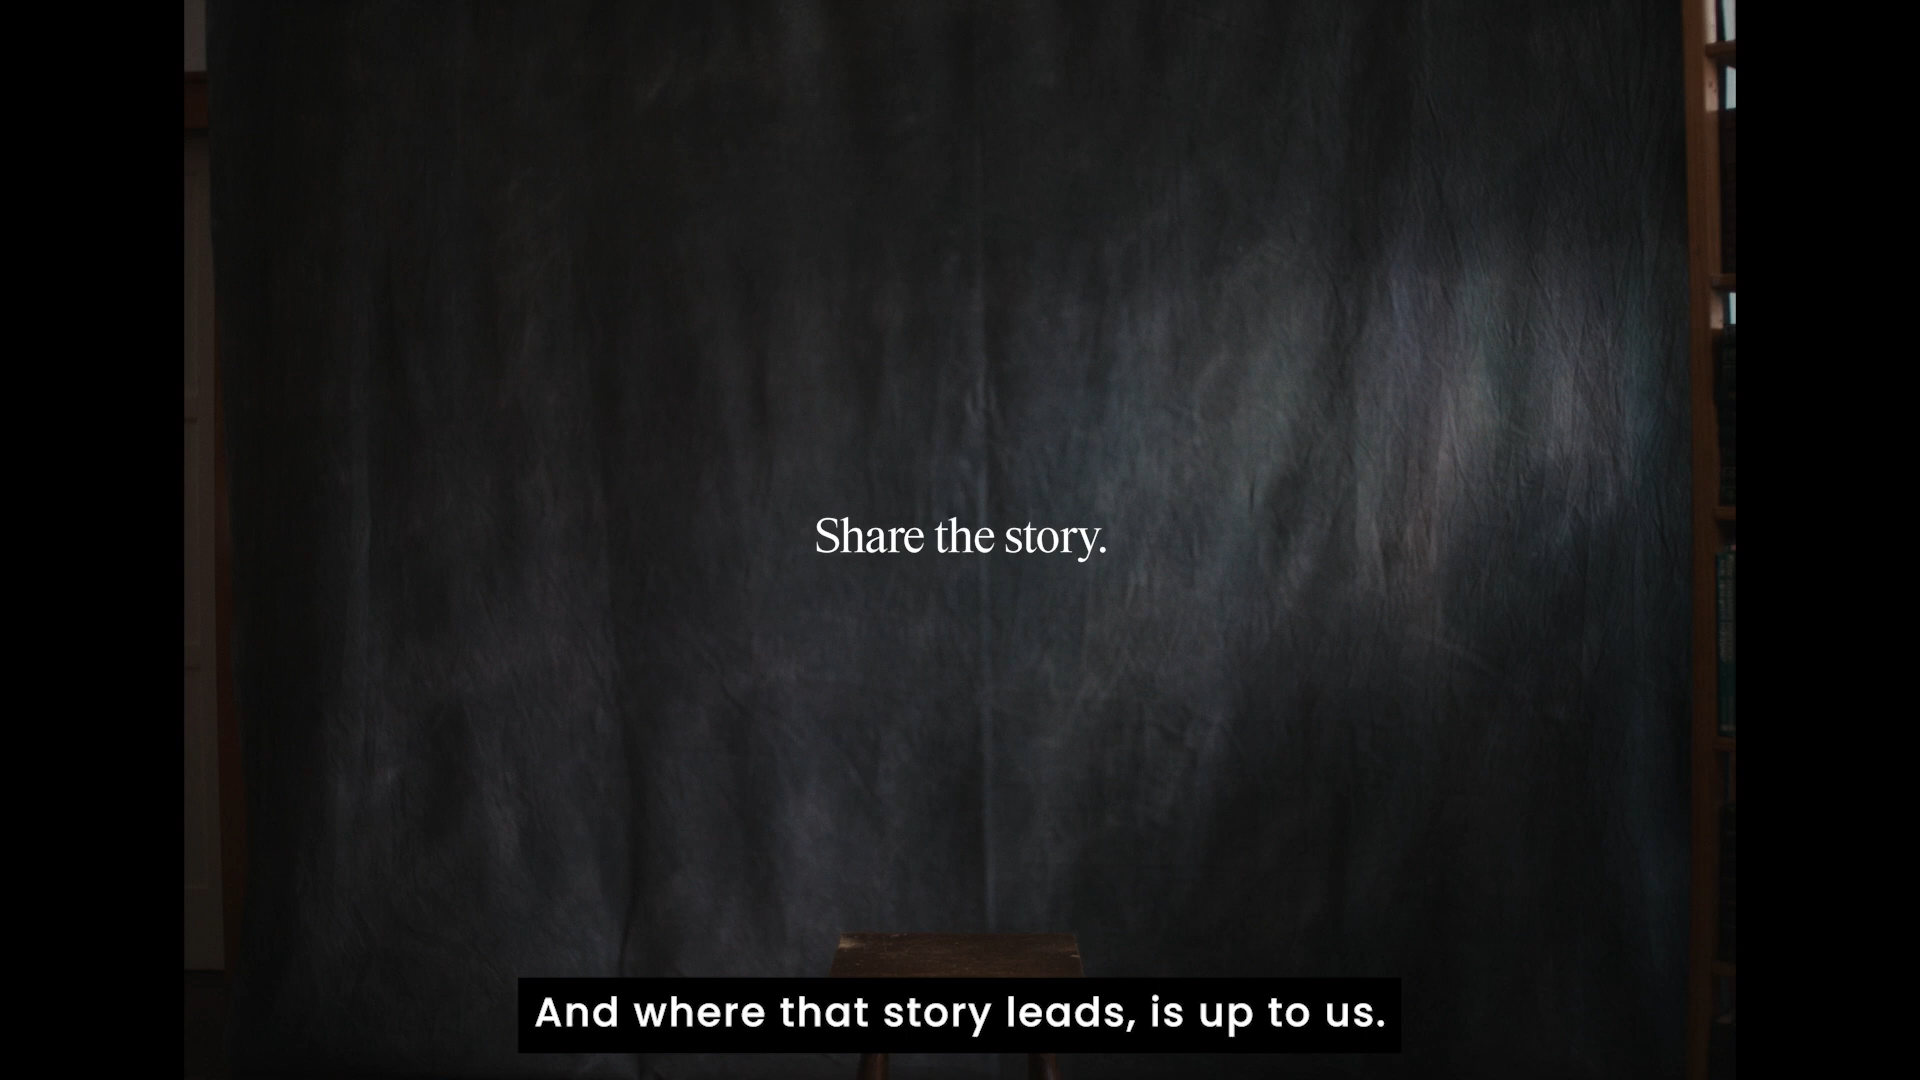 Share the story.
And where that story leads, is up to us.